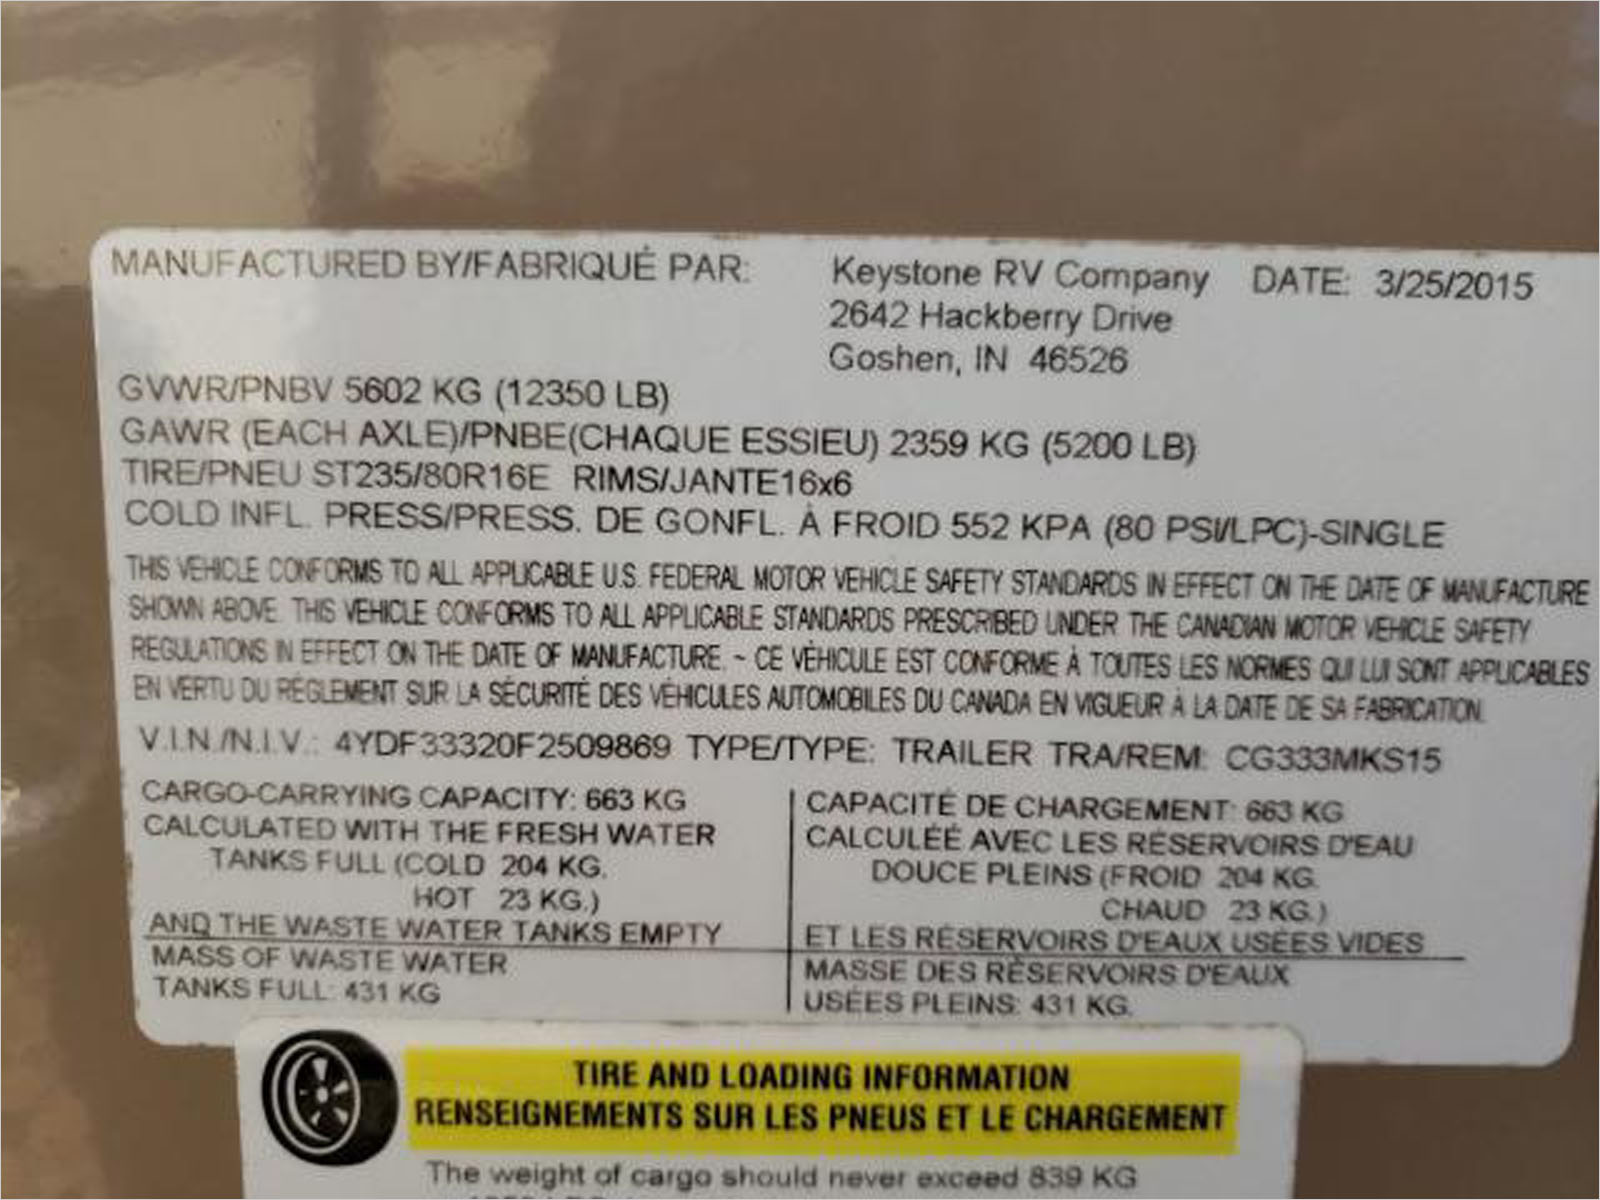 MANUFACTURED BY/FABRIQUÉ PAR: Keystone RV Company DATE: 3/25/2015
2642 Hackberry Drive
Goshen, IN 46526
GVWR/PNBV 5602 KG (12350 LB)
GAWR (EACH AXLE)/PNBE(CHAQUE ESSIEU) 2359 KG (5200 LB)
TIRE/PNEU ST235/80R16E RIMS/JANTE16x6
COLD INFL. PRESS/PRESS. DE GONFL. À FROID 552 KPA (80 PSI/LPC)-SINGLE
THIS VEHICLE CONFORMS TO ALL APPLICABLE U.S. FEDERAL MOTOR VEHICLE SAFETY STANDARDS IN EFFECT ON THE DATE OF MANUFACTURE
SHOWN ABOVE. THIS VEHICLE CONFORMS TO ALL APPLICABLE STANDARDS PRESCRIBED UNDER THE CANADIAN MOTOR VEHICLE SAFETY
REGULATIONS IN EFFECT ON THE DATE OF MANUFACTURE. ~ CE VÉHICULE EST CONFORME À TOUTES LES NORMES QUI LUI SONT APPLICABLES
EN VERTU DU RÈGLEMENT SUR LA SÉCURITÉ DES VÉHICULES AUTOMOBILES DU CANADA EN VIGUEUR À LA DATE DE SA FABRICATION.
V.I.N./N.I.V.: 4YDF33320F2509869 TYPE/TYPE: TRAILER TRA/REM: CG333MKS15
CARGO-CARRYING CAPACITY: 663 KG
CALCULATED WITH THE FRESH WATER
TANKS FULL (COLD 204 KG.
HOT 23 KG.)
AND THE WASTE WATER TANKS EMPTY
MASS OF WASTE WATER
TANKS FULL: 431 KG
CAPACITÉ DE CHARGEMENT: 663 KG
CALCULÉÉ AVEC LES RÉSERVOIRS D'EAU
DOUCE PLEINS (FROID 204 KG.
CHAUD 23 KG.)
ET LES RÉSERVOIRS D'EAUX USÉES VIDES
MASSE DES RÉSERVOIRS D'EAUX
USÉES PLEINS: 431 KG.
TIRE AND LOADING INFORMATION
RENSEIGNEMENTS SUR LES PNEUS ET LE CHARGEMENT
The weight of cargo should never exceed 839 KG